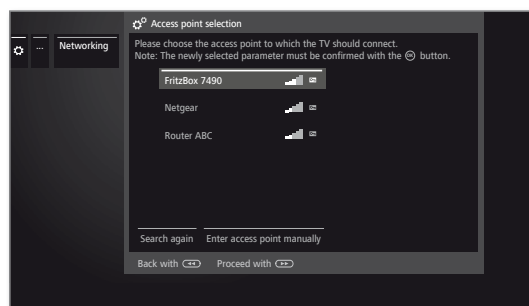 Access point selection
... Networking
Please choose the access point to which the TV should connect.
Note: The newly selected parameter must be confirmed with the OK button.
FritzBox 7490
Netgear
Router ABC
Search again Enter access point manually
Back with Proceed with